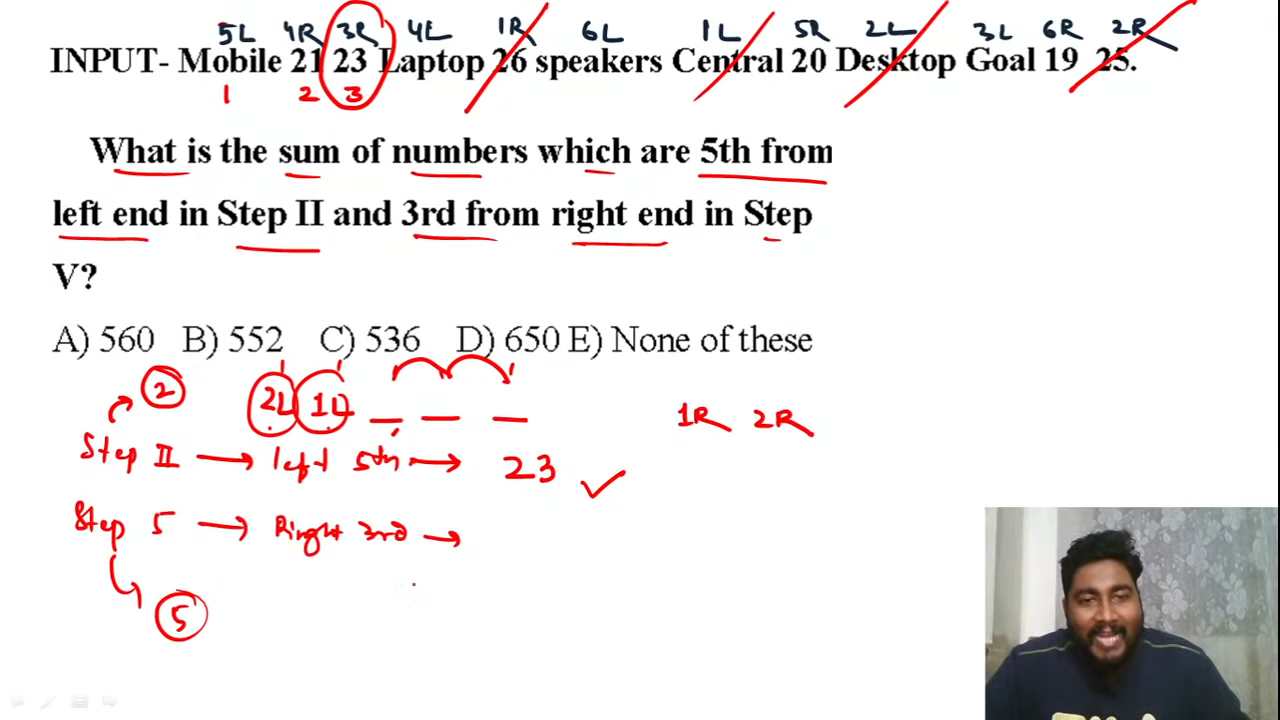 5L 4R 3R 4L 1R 6L 1L 5R 2L 3L 6R 2R
INPUT- Mobile 21 23 Laptop 26 speakers Central 20 Desktop Goal 19 25.
1 2 3
What is the sum of numbers which are 5th from
left end in Step II and 3rd from right end in Step
V?
A) 560 B) 552 C) 536 D) 650 E) None of these
2 2L 1L _ _ _ 1R 2R
Step II → left 5th → 23 ✓
Step 5 → Right 3rd →
5